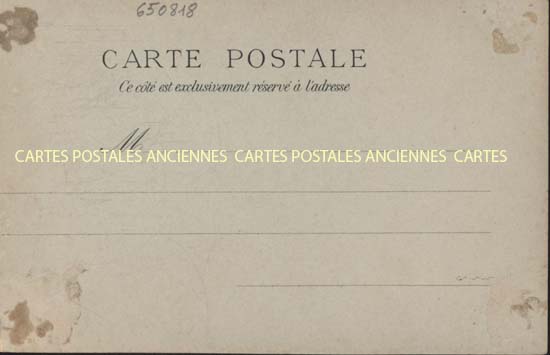 650818
CARTE POSTALE
Ce côté est exclusivement réservé à l'adresse
M
CARTES POSTALES ANCIENNES CARTES POSTALES ANCIENNES CARTES